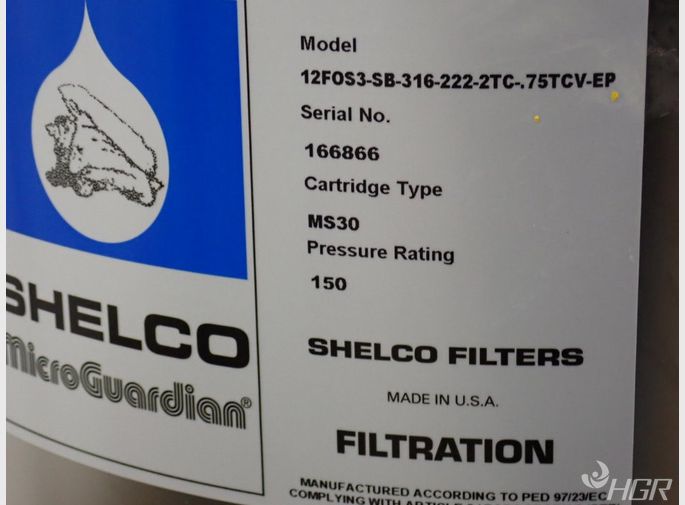 Model
12FOS3-SB-316-222-2TC-.75TCV-EP
Serial No.
166866
Cartridge Type
MS30
Pressure Rating
150
SHELCO
MicroGuardian®
SHELCO FILTERS
MADE IN U.S.A.
FILTRATION
MANUFACTURED ACCORDING TO PED 97/23/EC
COMPLYING WITH ARTICLE
HGR